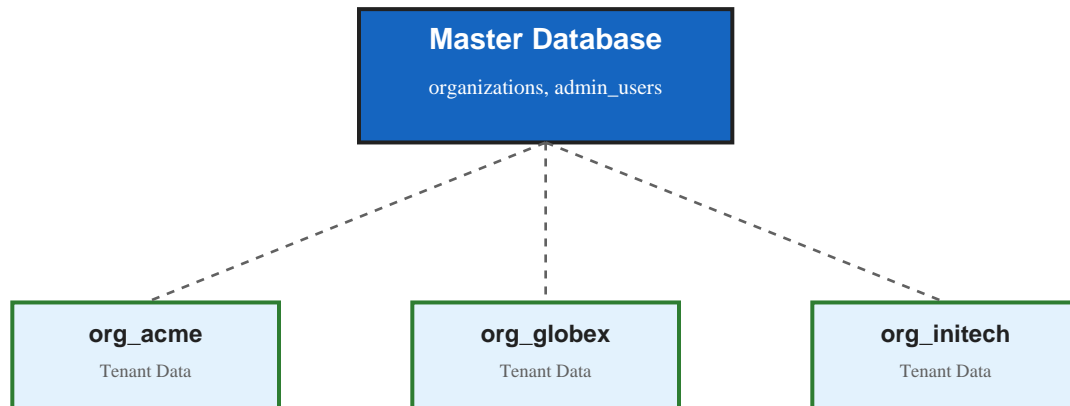 Master Database
organizations, admin_users
org_acme
org_globex
org_initech
Tenant Data
Tenant Data
Tenant Data